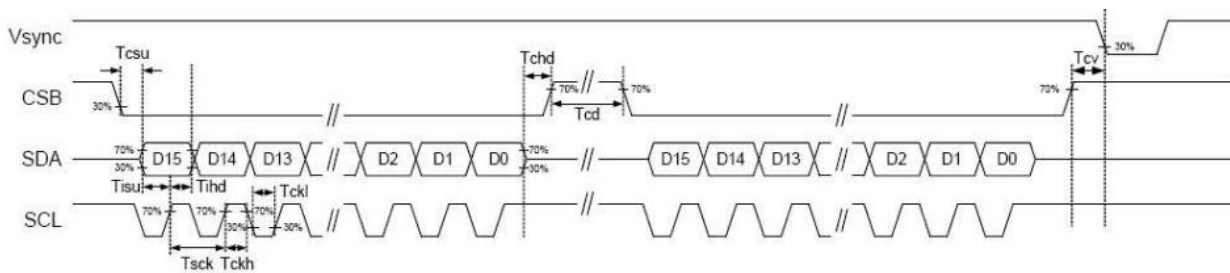 Vsync
30%
Tcsu Tchd Tcv
CSB 30% 70% 70% 70%
Tcd
SDA 70% 30% D15 D14 D13 D2 D1 D0 70% 30% D15 D14 D13 D2 D1 D0
Tisu Tihd Tckl
SCL 70% 70% 70% 30% 30%
Tsck Tckh